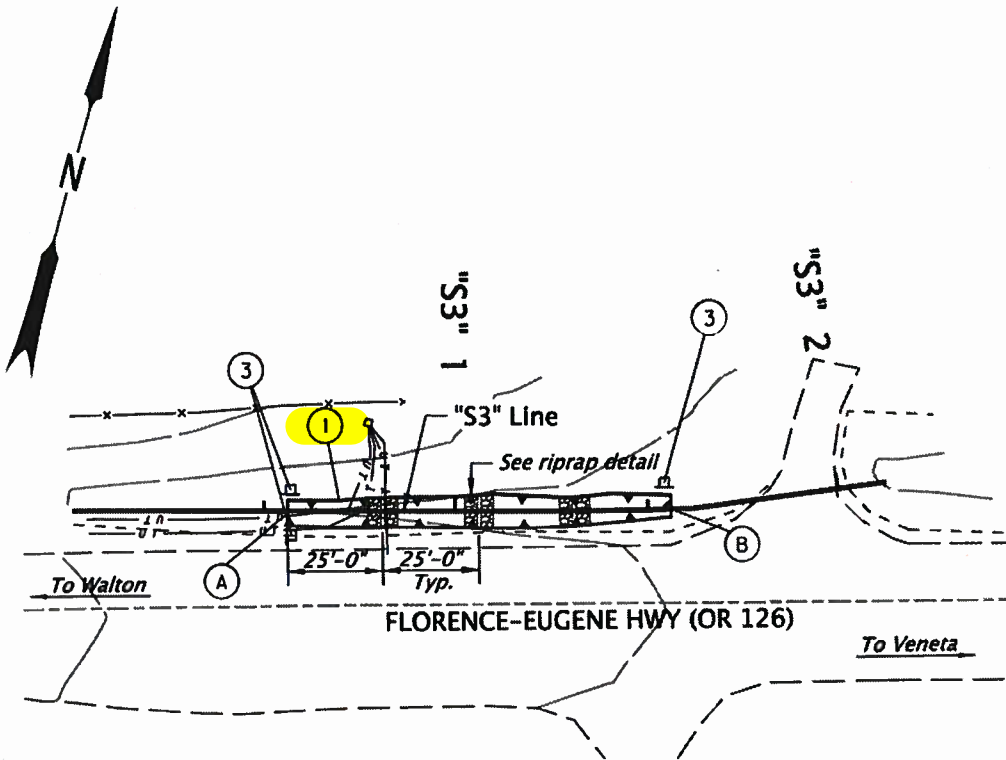 N
"S3" 1
"S3" 2
3
3
1
"S3" Line
See riprap detail
A
B
25'-0"
25'-0"
Typ.
To Walton
FLORENCE-EUGENE HWY (OR 126)
To Veneta